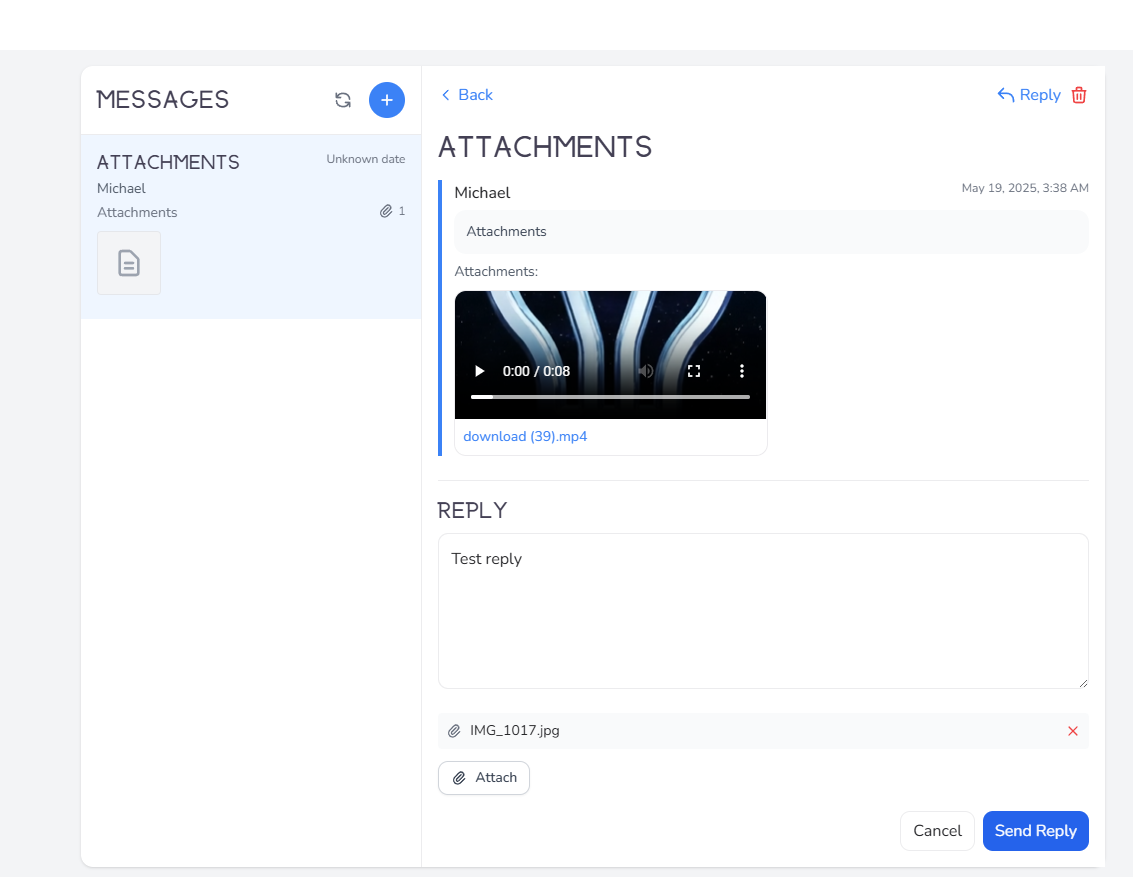 MESSAGES
ATTACHMENTS
Unknown date
Michael
Attachments
1
Back
Reply
ATTACHMENTS
Michael
May 19, 2025, 3:38 AM
Attachments
Attachments:
0:00 / 0:08
download (39).mp4
REPLY
Test reply
IMG_1017.jpg
Attach
Cancel
Send Reply